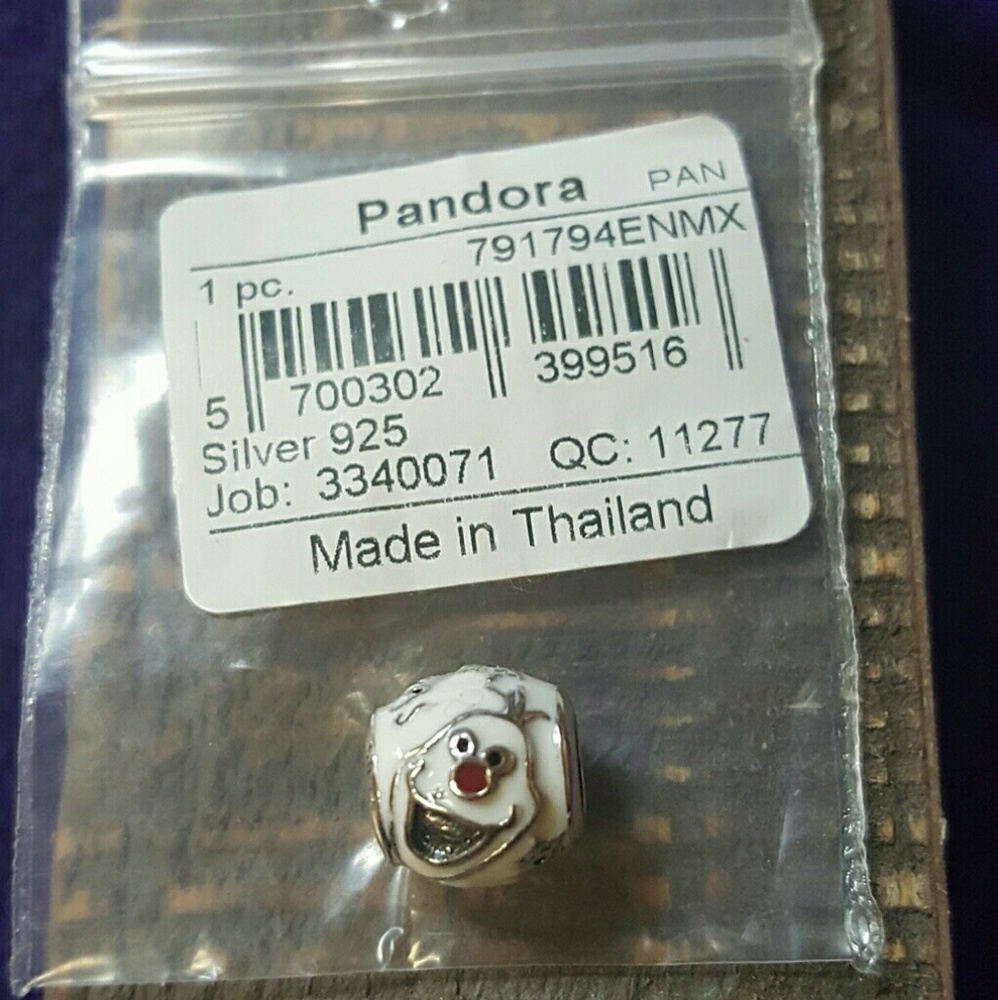 Pandora PAN
791794ENMX
1 pc.
5 700302 399516
Silver 925
Job: 3340071 QC: 11277
Made in Thailand